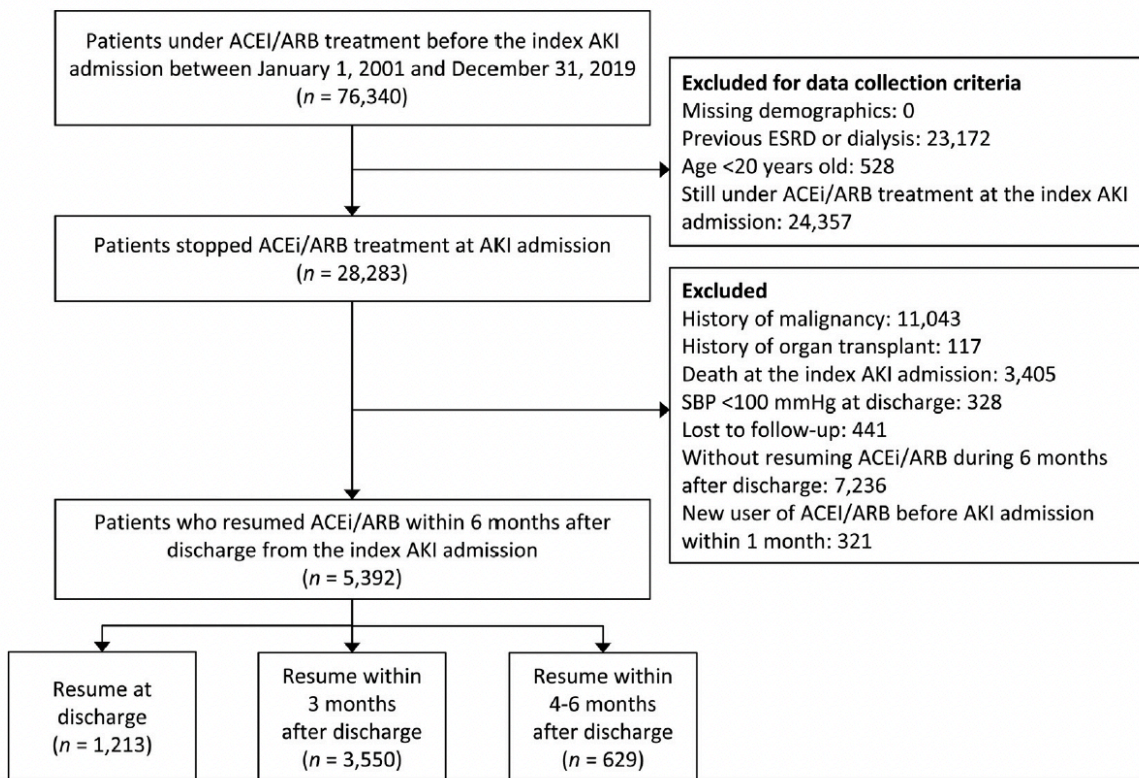 Patients under ACEI/ARB treatment before the index AKI
admission between January 1, 2001 and December 31, 2019
(n = 76,340)
Excluded for data collection criteria
Missing demographics: 0
Previous ESRD or dialysis: 23,172
Age <20 years old: 528
Still under ACEi/ARB treatment at the index AKI
admission: 24,357
Patients stopped ACEi/ARB treatment at AKI admission
(n = 28,283)
Excluded
History of malignancy: 11,043
History of organ transplant: 117
Death at the index AKI admission: 3,405
SBP <100 mmHg at discharge: 328
Lost to follow-up: 441
Without resuming ACEi/ARB during 6 months
after discharge: 7,236
New user of ACEI/ARB before AKI admission
within 1 month: 321
Patients who resumed ACEi/ARB within 6 months after
discharge from the index AKI admission
(n = 5,392)
Resume at
discharge
(n = 1,213)
Resume within
3 months
after discharge
(n = 3,550)
Resume within
4-6 months
after discharge
(n = 629)